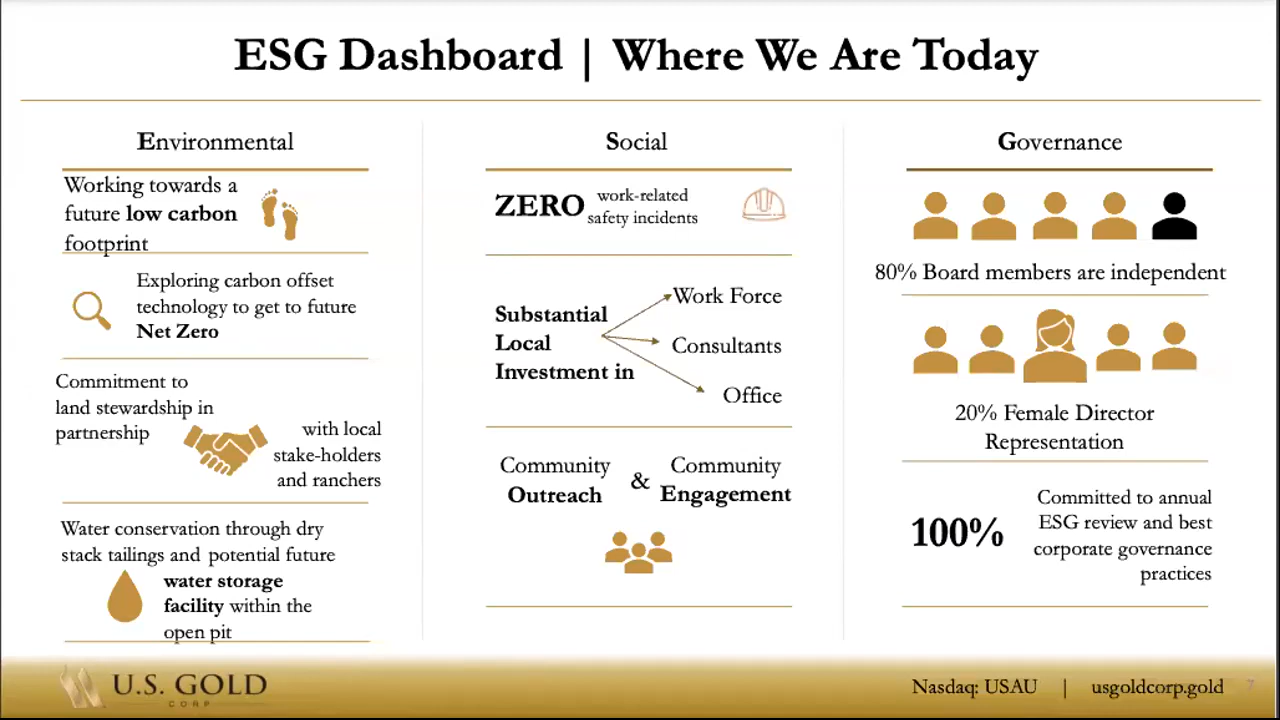 ESG Dashboard | Where We Are Today
Environmental
Working towards a
future low carbon
footprint
Exploring carbon offset
technology to get to future
Net Zero
Commitment to
land stewardship in
partnership
with local
stake-holders
and ranchers
Water conservation through dry
stack tailings and potential future
water storage
facility within the
open pit
Social
ZERO work-related
safety incidents
Substantial
Local
Investment in
Work Force
Consultants
Office
Community
Outreach
&
Community
Engagement
Governance
80% Board members are independent
20% Female Director
Representation
100%
Committed to annual
ESG review and best
corporate governance
practices
U.S. GOLD
CORP
Nasdaq: USAU | usgoldcorp.gold 7